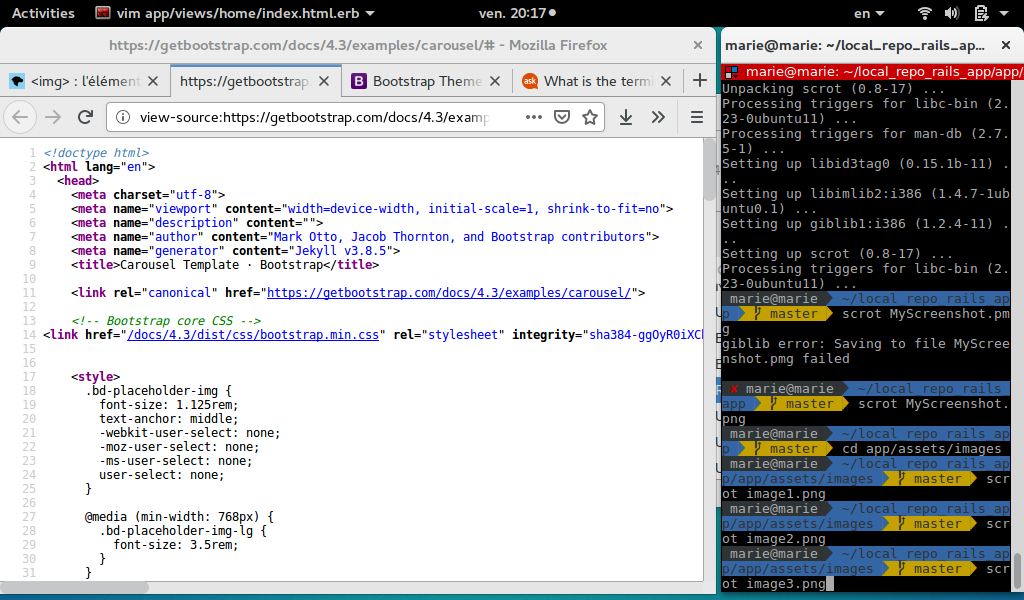 Activities vim app/views/home/index.html.erb ven. 20:17 en
https://getbootstrap.com/docs/4.3/examples/carousel/# - Mozilla Firefox
<img> : l'élément
https://getbootstrap.
Bootstrap Theme
What is the termi
view-source:https://getbootstrap.com/docs/4.3/examp
1 <!doctype html>
2 <html lang="en">
3 <head>
4 <meta charset="utf-8">
5 <meta name="viewport" content="width=device-width, initial-scale=1, shrink-to-fit=no">
6 <meta name="description" content="">
7 <meta name="author" content="Mark Otto, Jacob Thornton, and Bootstrap contributors">
8 <meta name="generator" content="Jekyll v3.8.5">
9 <title>Carousel Template · Bootstrap</title>
10
11 <link rel="canonical" href="https://getbootstrap.com/docs/4.3/examples/carousel/">
12
13 <!-- Bootstrap core CSS -->
14 <link href="/docs/4.3/dist/css/bootstrap.min.css" rel="stylesheet" integrity="sha384-ggOyR0iXC
15
16
17 <style>
18 .bd-placeholder-img {
19 font-size: 1.125rem;
20 text-anchor: middle;
21 -webkit-user-select: none;
22 -moz-user-select: none;
23 -ms-user-select: none;
24 user-select: none;
25 }
26
27 @media (min-width: 768px) {
28 .bd-placeholder-img-lg {
29 font-size: 3.5rem;
30 }
31 }
marie@marie: ~/local_repo_rails_ap...
marie@marie: ~/local_repo_rails_app/app/
Unpacking scrot (0.8-17) ...
Processing triggers for libc-bin (2.
23-0ubuntu11) ...
Processing triggers for man-db (2.7.
5-1) ...
Setting up libid3tag0 (0.15.1b-11) .
..
Setting up libimlib2:i386 (1.4.7-1ub
untu0.1) ...
Setting up giblib1:i386 (1.2.4-11) .
..
Setting up scrot (0.8-17) ...
Processing triggers for libc-bin (2.
23-0ubuntu11) ...
marie@marie ~/local_repo_rails_ap
p master scrot MyScreenshot.pm
g
giblib error: Saving to file MyScree
nshot.pmg failed
✘ marie@marie ~/local_repo_rails_
app master scrot MyScreenshot.
png
marie@marie ~/local_repo_rails_ap
p master cd app/assets/images
marie@marie ~/local_repo_rails_ap
p/app/assets/images master scr
ot image1.png
marie@marie ~/local_repo_rails_ap
p/app/assets/images master scr
ot image2.png
marie@marie ~/local_repo_rails_ap
p/app/assets/images master scr
ot image3.png